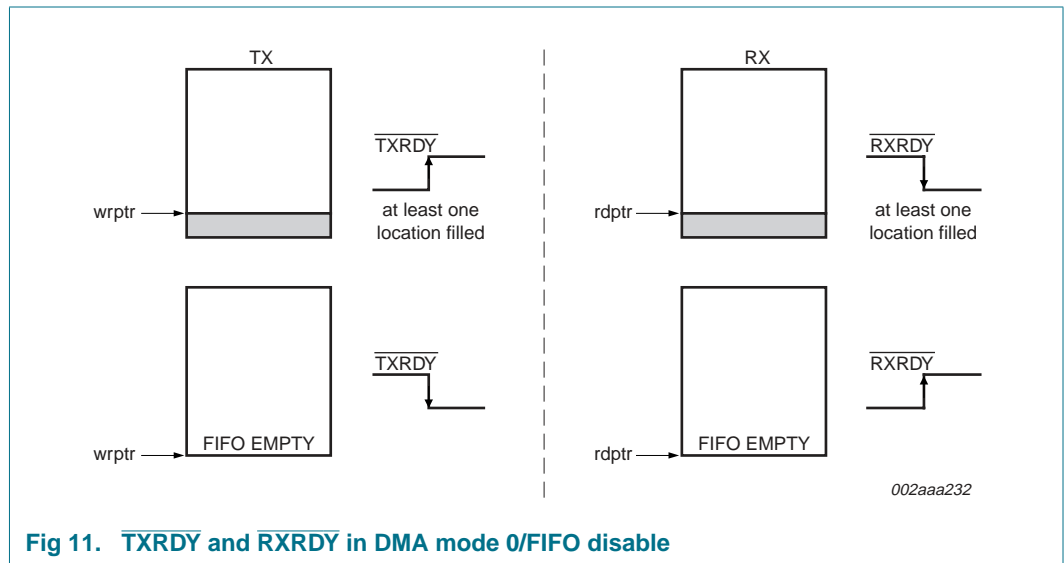 TX
RX
TXRDY
RXRDY
wrptr
at least one
location filled
rdptr
at least one
location filled
TXRDY
RXRDY
wrptr
FIFO EMPTY
rdptr
FIFO EMPTY
002aaa232
Fig 11. TXRDY and RXRDY in DMA mode 0/FIFO disable